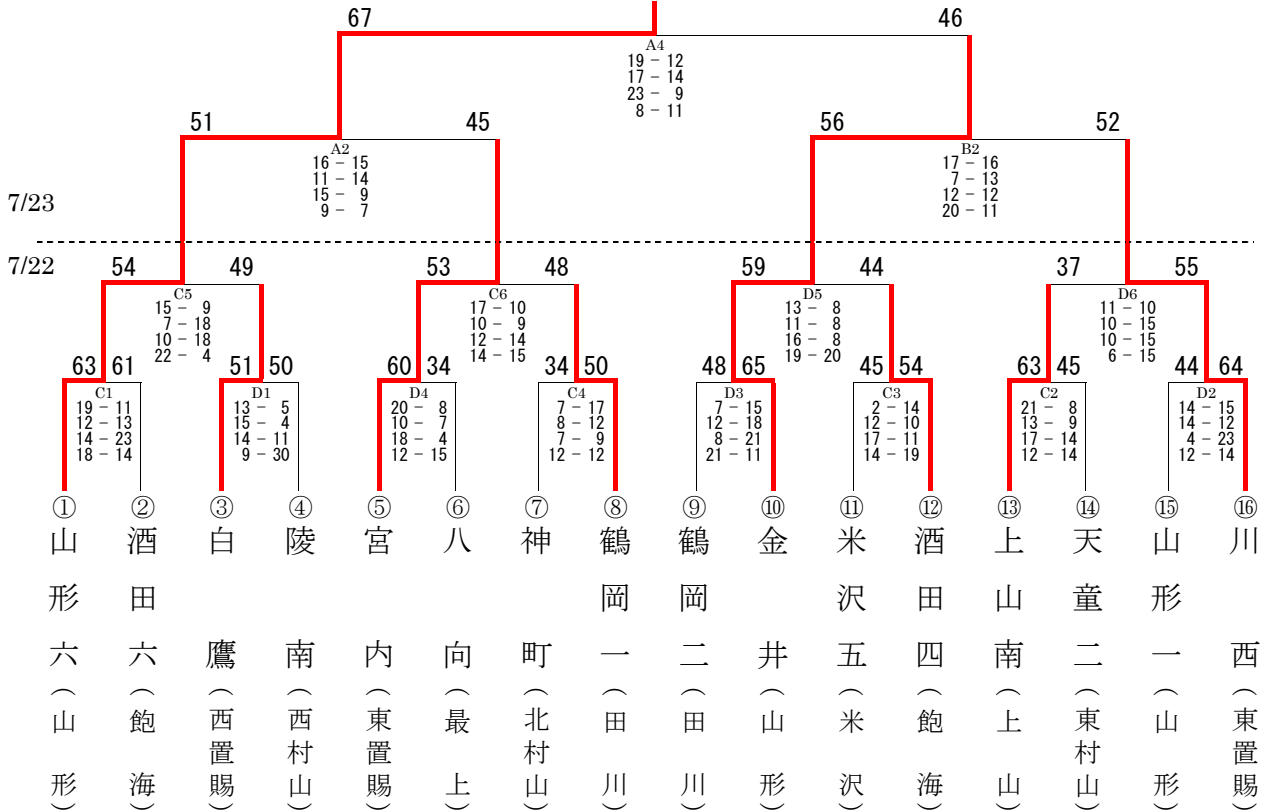 67 46
A4
19 - 12
17 - 14
23 - 9
8 - 11
51 45 56 52
A2
16 - 15
11 - 14
15 - 9
9 - 7
B2
17 - 16
7 - 13
12 - 12
20 - 11
7/23
7/22
54 49 53 48 59 44 37 55
C5
15 - 9
7 - 18
10 - 18
22 - 4
C6
17 - 10
10 - 9
12 - 14
14 - 15
D5
13 - 8
11 - 8
16 - 8
19 - 20
D6
11 - 10
10 - 15
10 - 15
6 - 15
63 61 51 50 60 34 34 50 48 65 45 54 63 45 44 64
C1
19 - 11
12 - 13
14 - 23
18 - 14
D1
13 - 5
15 - 4
14 - 11
9 - 30
D4
20 - 8
10 - 7
18 - 4
12 - 15
C4
7 - 17
8 - 12
7 - 9
12 - 12
D3
7 - 15
12 - 18
8 - 21
21 - 11
C3
2 - 14
12 - 10
17 - 11
14 - 19
C2
21 - 8
13 - 9
17 - 14
12 - 14
D2
14 - 15
14 - 12
4 - 23
12 - 14
① 山形六(山形)
② 酒田六(飽海)
③ 白鷹(西置賜)
④ 陵南(西村山)
⑤ 宮内(東置賜)
⑥ 八向(最上)
⑦ 神町(北村山)
⑧ 鶴岡一(田川)
⑨ 鶴岡二(田川)
⑩ 金井(山形)
⑪ 米沢五(米沢)
⑫ 酒田四(飽海)
⑬ 上山南(上山)
⑭ 天童二(東村山)
⑮ 山形一(山形)
⑯ 川西(東置賜)